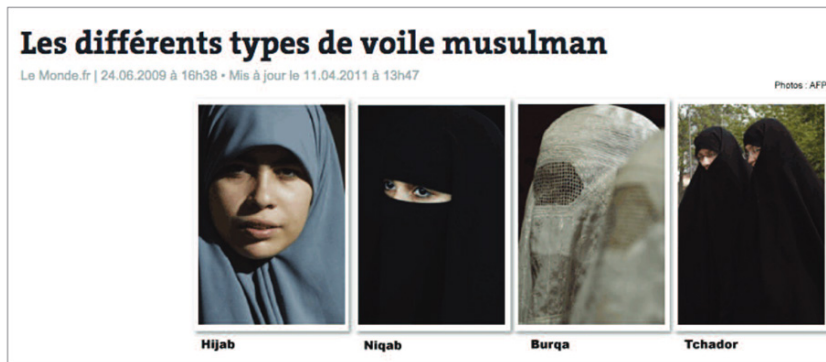 Les différents types de voile musulman
Le Monde.fr | 24.06.2009 à 16h38 • Mis à jour le 11.04.2011 à 13h47
Photos : AFP
Hijab
Niqab
Burqa
Tchador